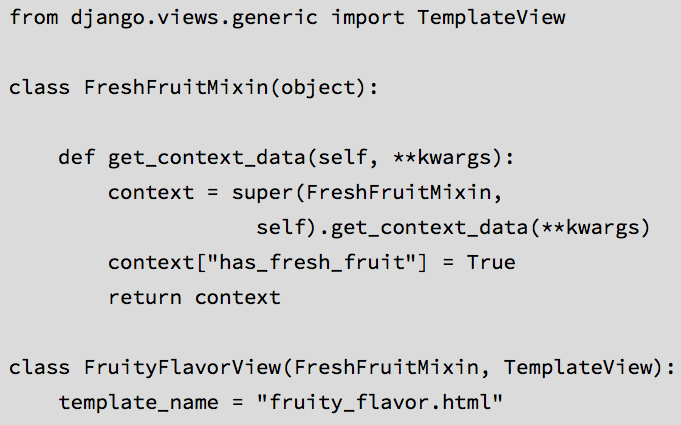 from django.views.generic import TemplateView
class FreshFruitMixin(object):
def get_context_data(self, **kwargs):
context = super(FreshFruitMixin,
self).get_context_data(**kwargs)
context["has_fresh_fruit"] = True
return context
class FruityFlavorView(FreshFruitMixin, TemplateView):
template_name = "fruity_flavor.html"